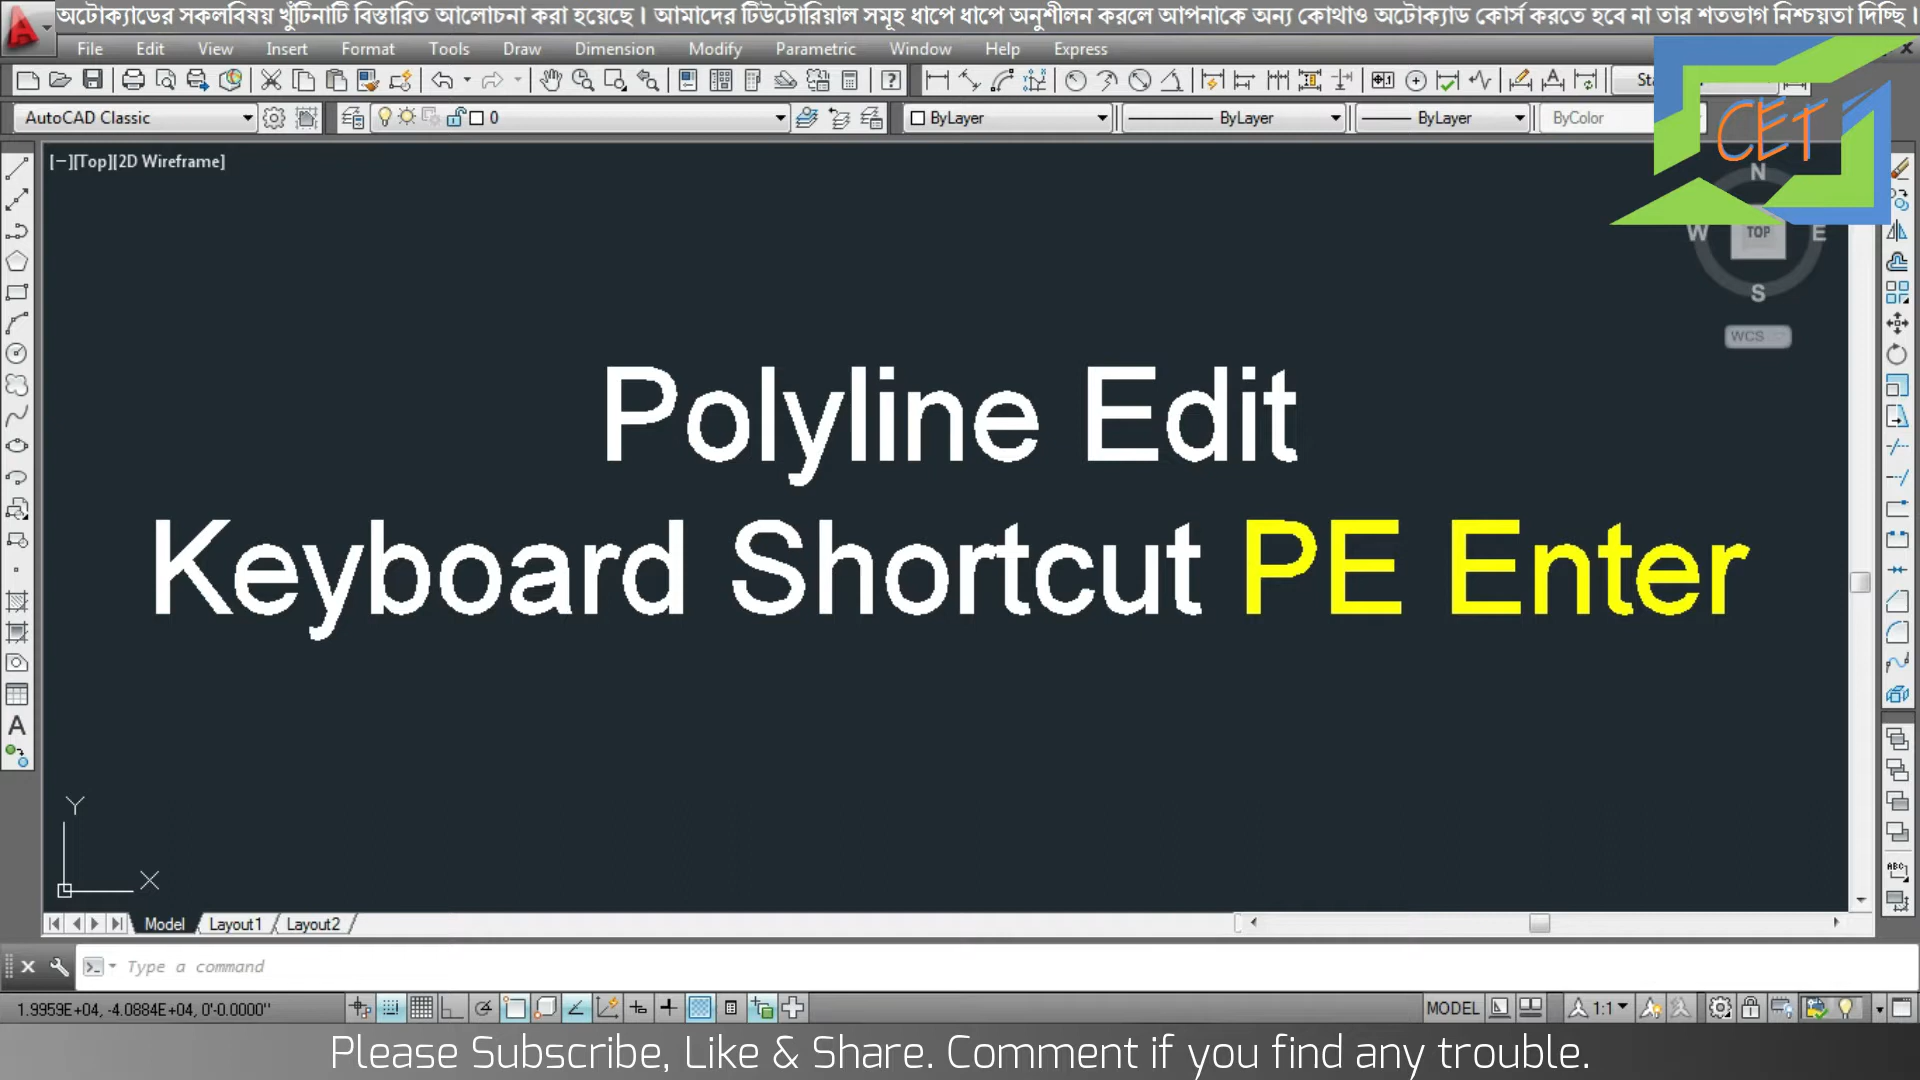 অটোক্যাডের সকলবিষয় খুঁটিনাটি বিস্তারিত আলোচনা করা হয়েছে। আমাদের টিউটোরিয়াল সমূহ ধাপে ধাপে অনুশীলন করলে আপনাকে অন্য কোথাও অটোক্যাড কোর্স করতে হবে না তার শতভাগ নিশ্চয়তা দিচ্ছি।
File Edit View Insert Format Tools Draw Dimension Modify Parametric Window Help Express
AutoCAD Classic 0 ByLayer ByLayer ByLayer ByColor
CET
[−][Top][2D Wireframe]
N
W TOP E
S
WCS
Polyline Edit
Keyboard Shortcut PE Enter
Y
X
Model Layout1 Layout2
Type a command
1.9959E+04, -4.0884E+04, 0'-0.0000" MODEL 1:1
Please Subscribe, Like & Share. Comment if you find any trouble.